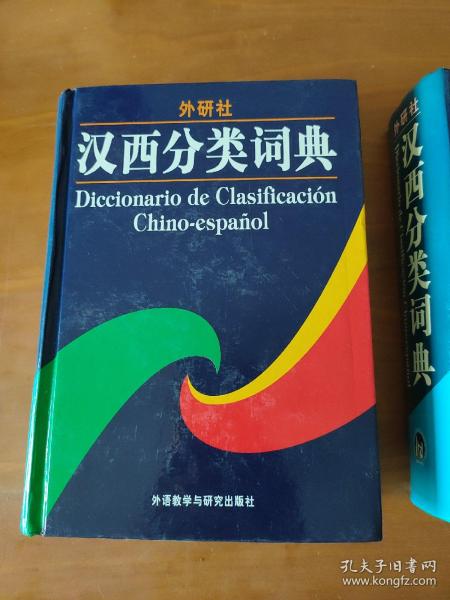 外研社
汉西分类词典
Diccionario de Clasificación
Chino-español
外语教学与研究出版社
外研社
汉西分类词典
孔夫子旧书网
www.kongfz.com